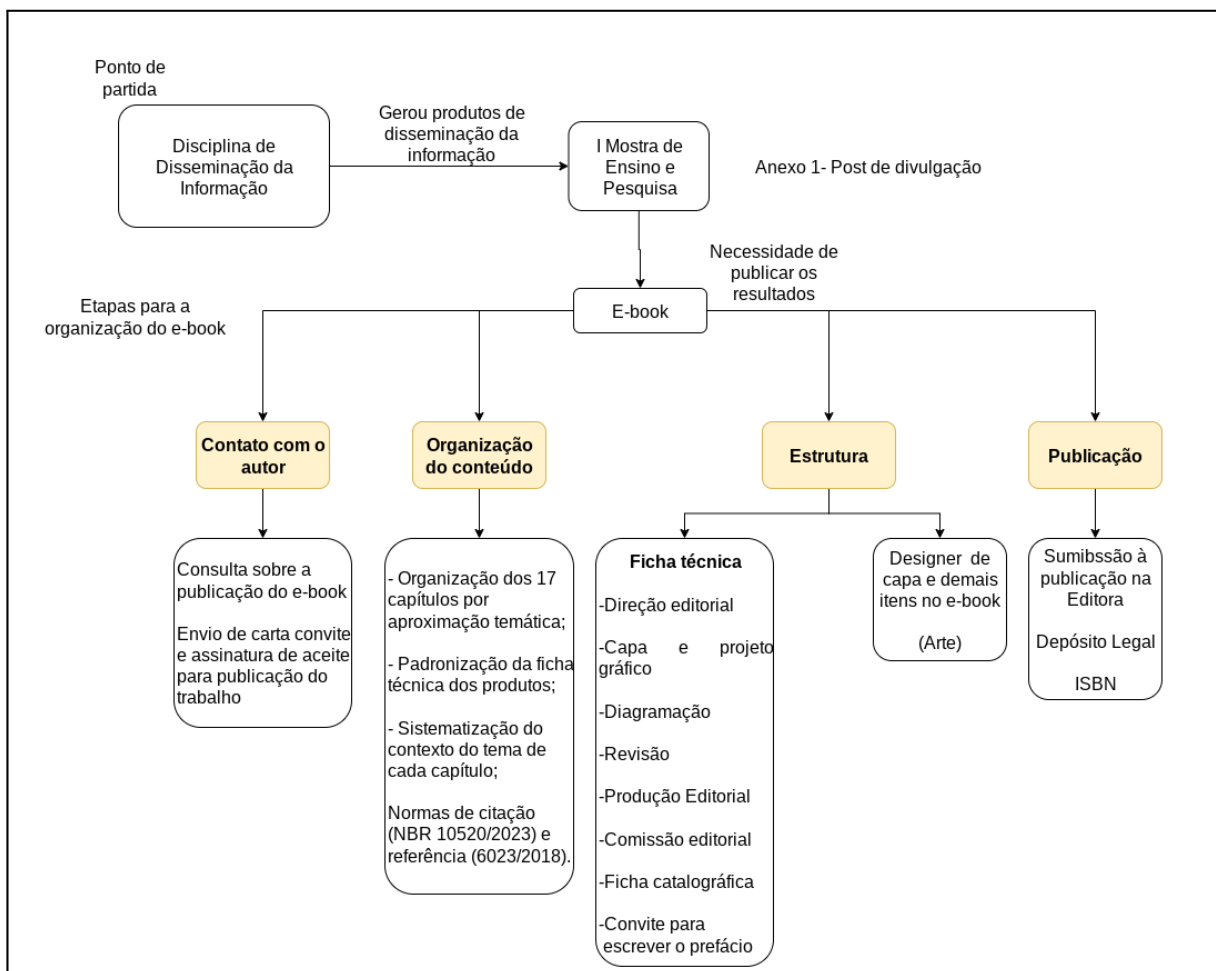 Ponto de
partida
Disciplina de
Disseminação da
Informação
Gerou produtos de
disseminação da
informação
I Mostra de
Ensino e
Pesquisa
Anexo 1- Post de divulgação
Necessidade de
publicar os
resultados
E-book
Etapas para a
organização do e-book
Contato com o
autor
Organização
do conteúdo
Estrutura
Publicação
Consulta sobre a
publicação do e-book
Envio de carta convite
e assinatura de aceite
para publicação do
trabalho
- Organização dos 17
capítulos por
aproximação temática;
- Padronização da ficha
técnica dos produtos;
- Sistematização do
contexto do tema de
cada capítulo;
Normas de citação
(NBR 10520/2023) e
referência (6023/2018).
Ficha técnica
-Direção editorial
-Capa e projeto
gráfico
-Diagramação
-Revisão
-Produção Editorial
-Comissão editorial
-Ficha catalográfica
-Convite para
escrever o prefácio
Designer de
capa e demais
itens no e-book
(Arte)
Sumibssão à
publicação na
Editora
Depósito Legal
ISBN